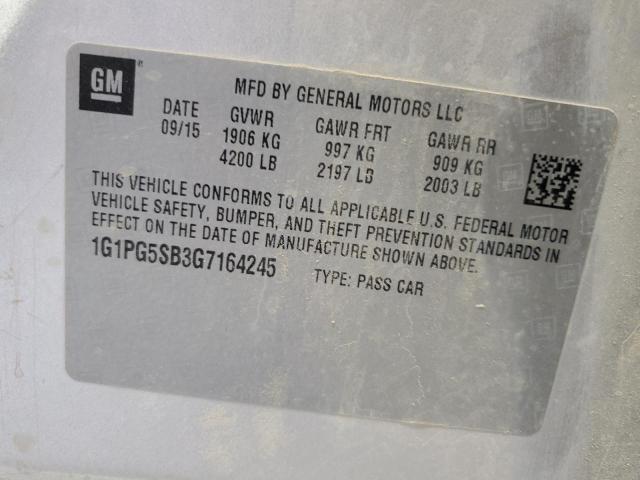 GM
MFD BY GENERAL MOTORS LLC
DATE GVWR GAWR FRT GAWR RR
09/15 1906 KG 997 KG 909 KG
4200 LB 2197 LB 2003 LB
THIS VEHICLE CONFORMS TO ALL APPLICABLE U.S. FEDERAL MOTOR
VEHICLE SAFETY, BUMPER, AND THEFT PREVENTION STANDARDS IN
EFFECT ON THE DATE OF MANUFACTURE SHOWN ABOVE.
1G1PG5SB3G7164245 TYPE: PASS CAR